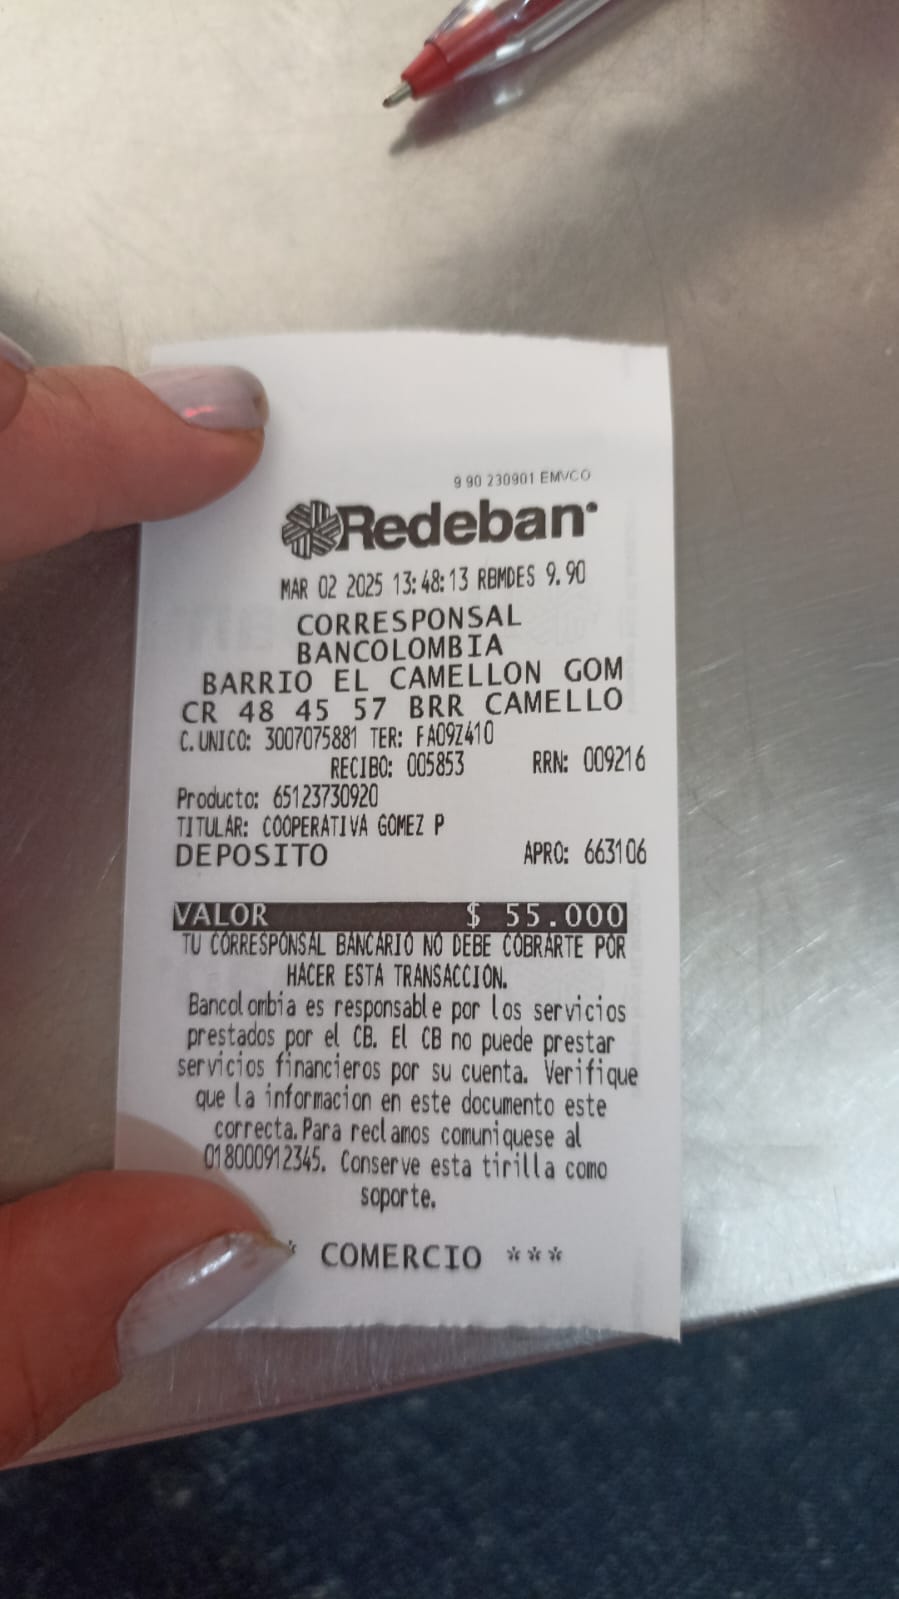 9 90 230901 EMVCO
Redeban
MAR 02 2025 13:48:13 RBMDES 9.90
CORRESPONSAL
BANCOLOMBIA
BARRIO EL CAMELLON GOM
CR 48 45 57 BRR CAMELLO
C.UNICO: 3007075881 TER: FA09Z410
RECIBO: 005853 RRN: 009216
Producto: 65123730920
TITULAR: COOPERATIVA GOMEZ P
DEPOSITO APRO: 663106
VALOR $ 55.000
TU CORRESPONSAL BANCARIO NO DEBE COBRARTE POR
HACER ESTA TRANSACCION.
Bancolombia es responsable por los servicios
prestados por el CB. El CB no puede prestar
servicios financieros por su cuenta. Verifique
que la informacion en este documento este
correcta.Para reclamos comuniquese al
018000912345. Conserve esta tirilla como
soporte.
* COMERCIO ***